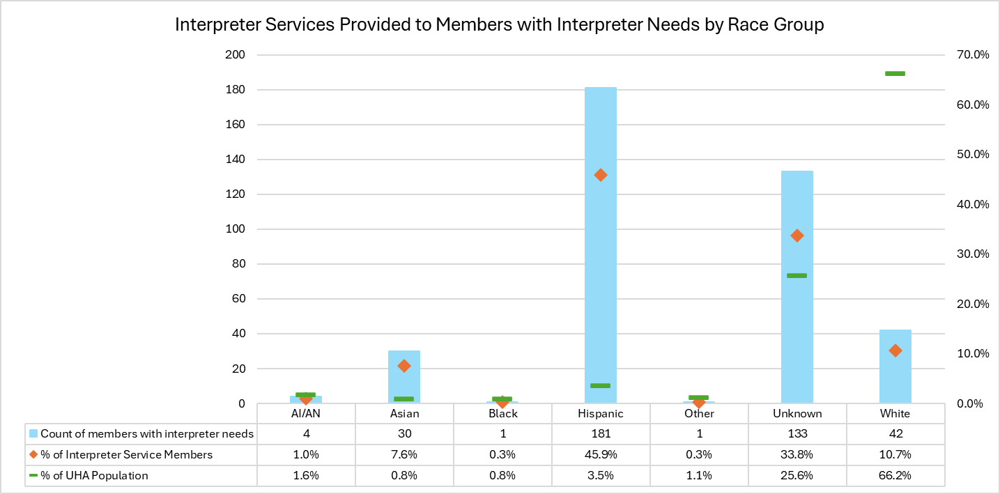 Interpreter Services Provided to Members with Interpreter Needs by Race Group
200 70.0%
180
160 60.0%
140 50.0%
120 40.0%
100
80 30.0%
60 20.0%
40 10.0%
20
0 0.0%
AI/AN Asian Black Hispanic Other Unknown White
Count of members with interpreter needs 4 30 1 181 1 133 42
% of Interpreter Service Members 1.0% 7.6% 0.3% 45.9% 0.3% 33.8% 10.7%
% of UHA Population 1.6% 0.8% 0.8% 3.5% 1.1% 25.6% 66.2%